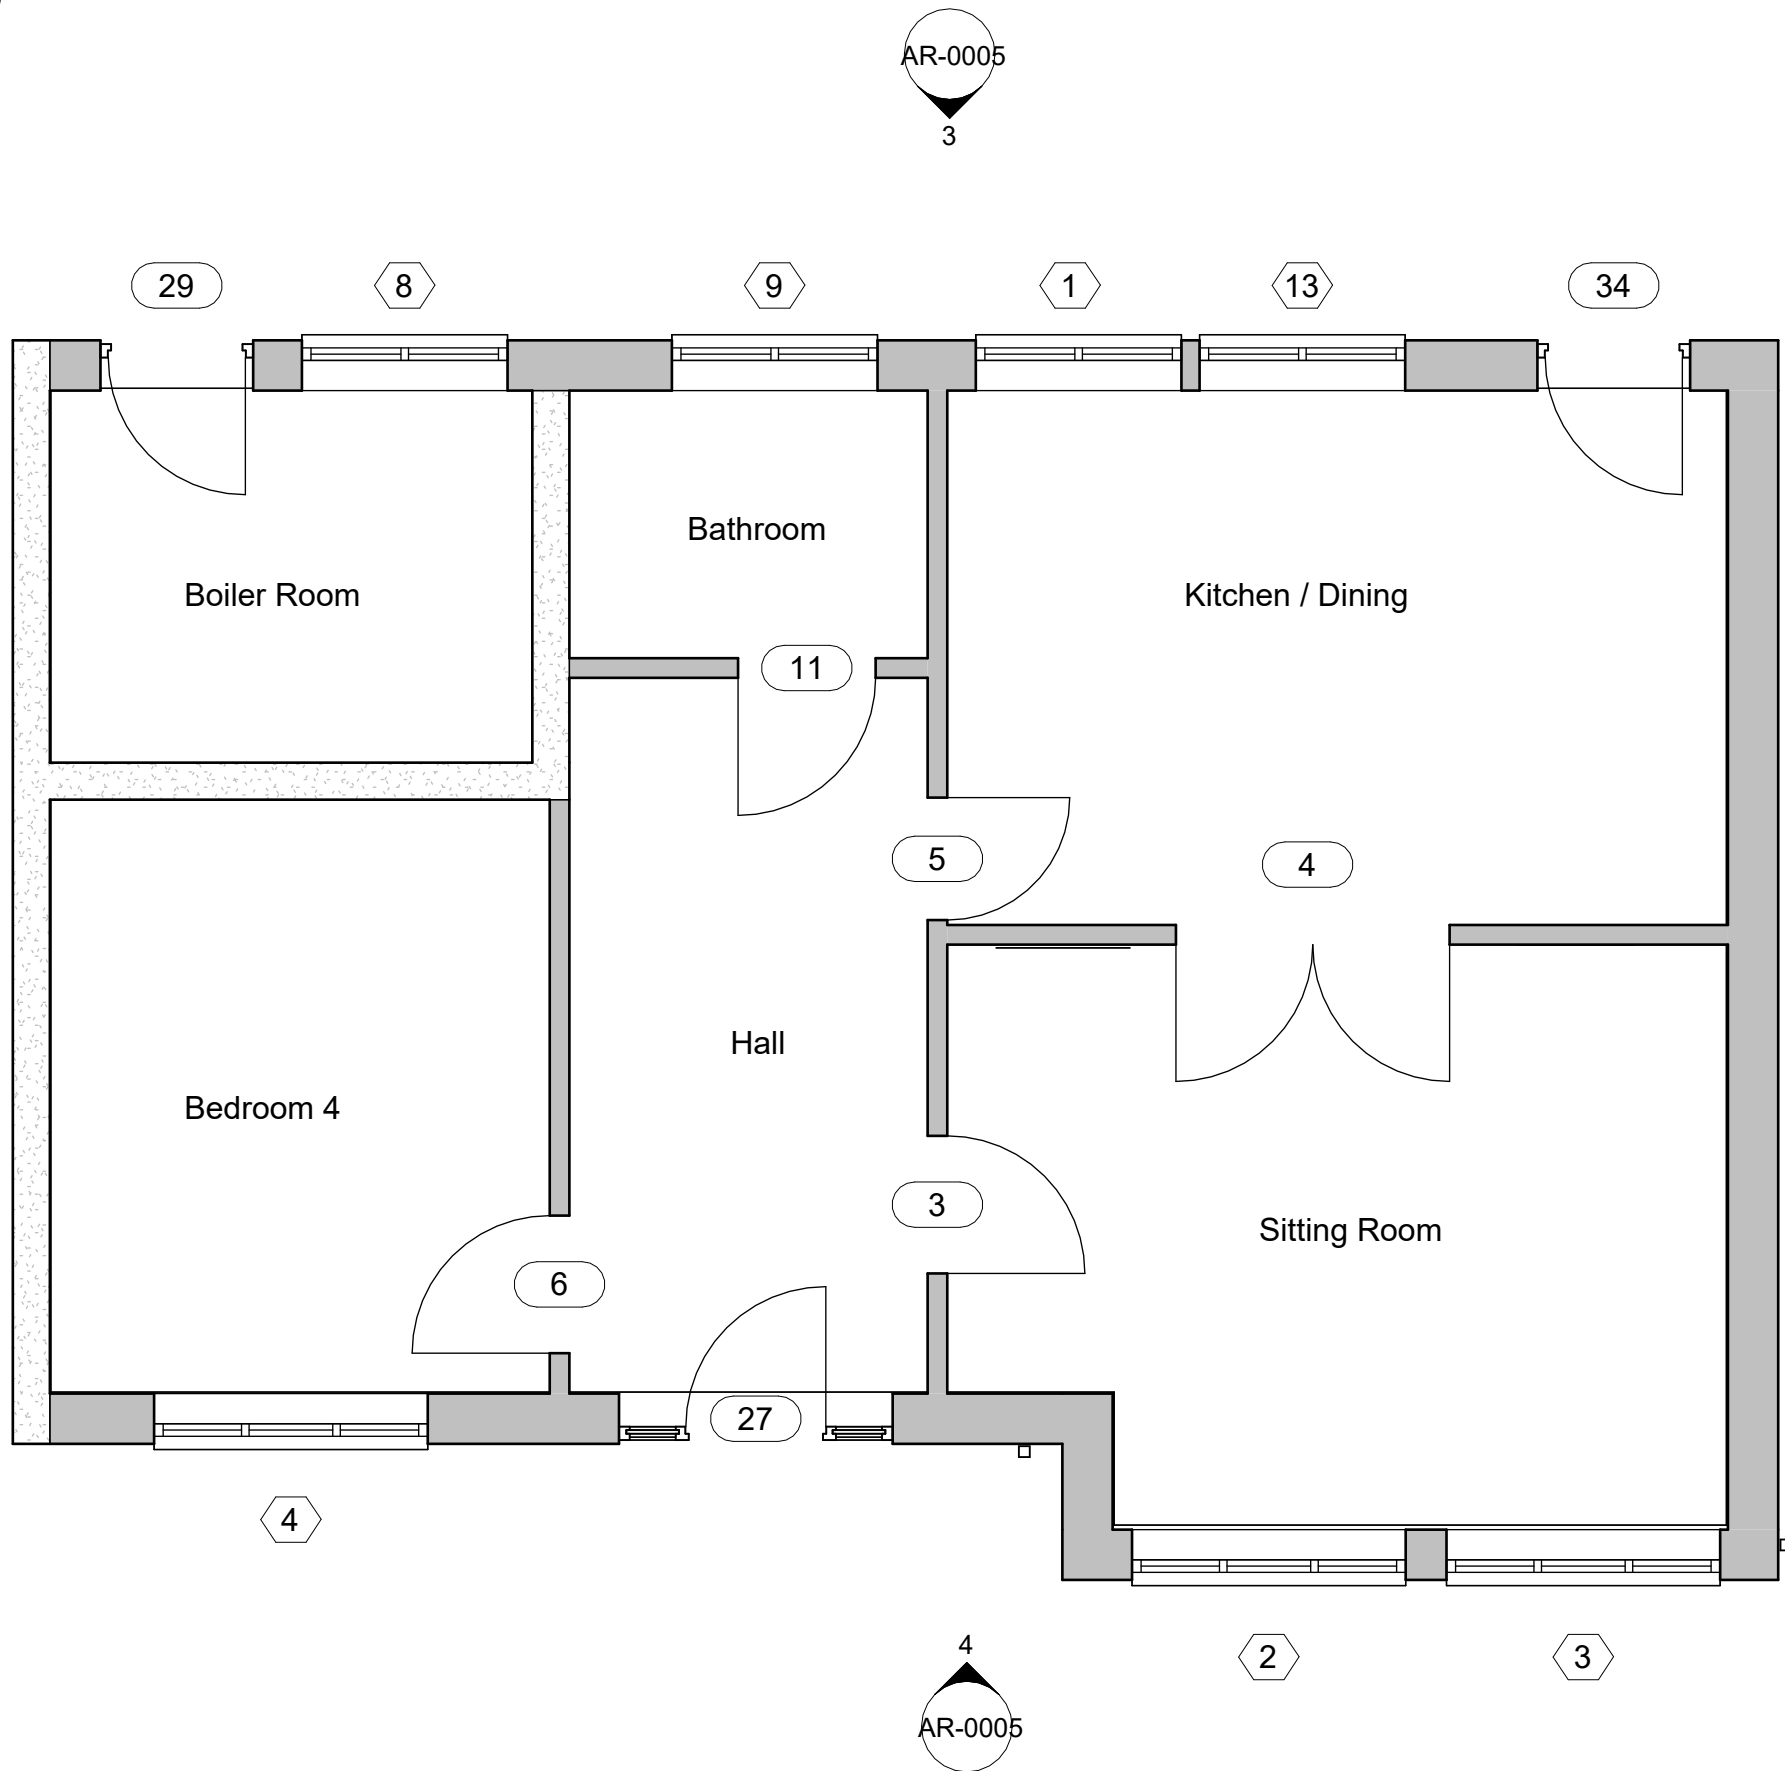 AR-0005
3
29
8
9
1
13
34
Bathroom
Boiler Room
Kitchen / Dining
11
5
4
Hall
Bedroom 4
3
Sitting Room
6
27
4
4
2
3
AR-0005